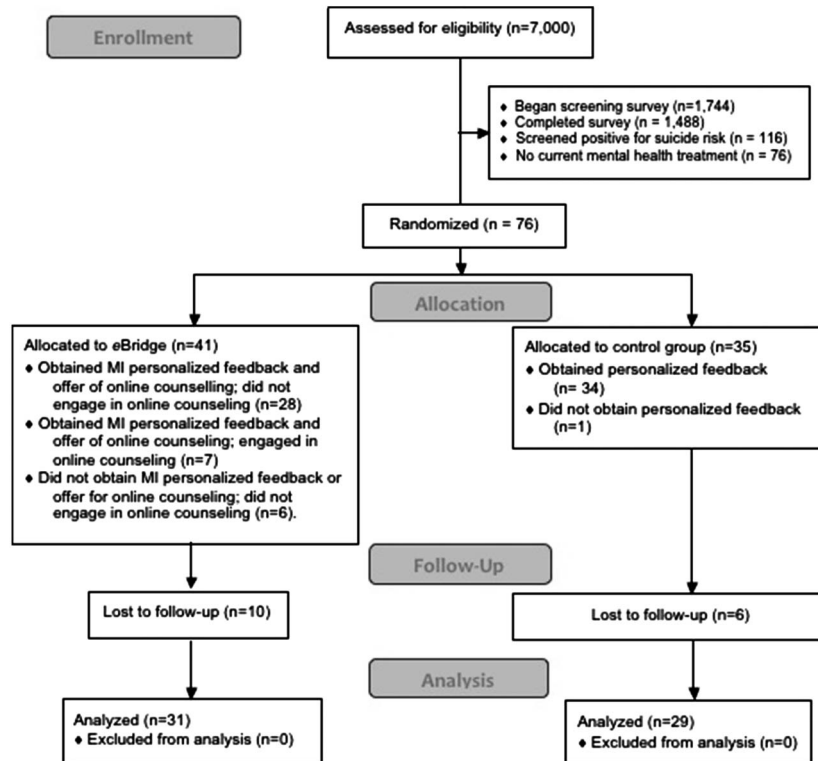 Enrollment
Assessed for eligibility (n=7,000)
♦ Began screening survey (n=1,744)
♦ Completed survey (n = 1,488)
♦ Screened positive for suicide risk (n = 116)
♦ No current mental health treatment (n = 76)
Randomized (n = 76)
Allocation
Allocated to eBridge (n=41)
♦ Obtained MI personalized feedback and
offer of online counselling; did not
engage in online counseling (n=28)
♦ Obtained MI personalized feedback and
offer of online counseling; engaged in
online counseling (n=7)
♦ Did not obtain MI personalized feedback or
offer for online counseling; did not
engage in online counseling (n=6).
Allocated to control group (n=35)
♦ Obtained personalized feedback
(n= 34)
♦ Did not obtain personalized feedback
(n=1)
Follow-Up
Lost to follow-up (n=10)
Lost to follow-up (n=6)
Analysis
Analyzed (n=31)
♦ Excluded from analysis (n=0)
Analyzed (n=29)
♦ Excluded from analysis (n=0)